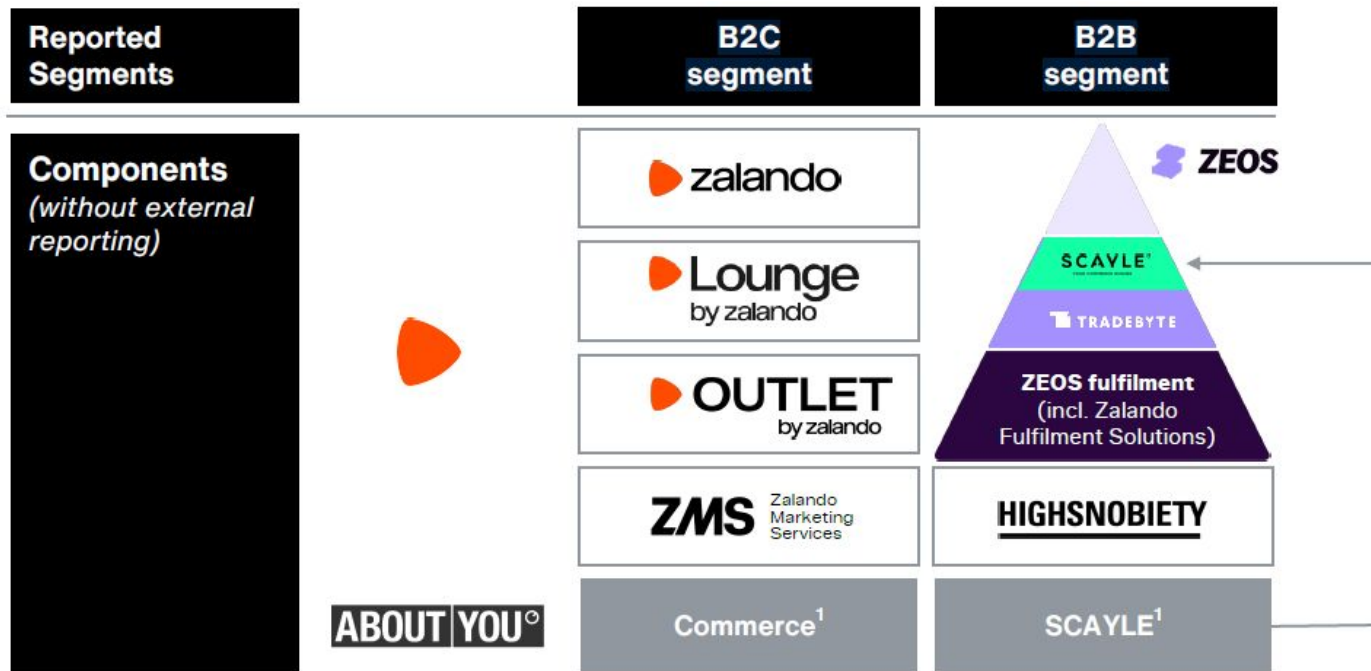 Reported
Segments
B2C
segment
B2B
segment
Components
(without external
reporting)
zalando
ZEOS
Lounge
by zalando
SCAYLE
TRADEBYTE
OUTLET
by zalando
ZEOS fulfilment
(incl. Zalando
Fulfilment Solutions)
ZMS
Zalando
Marketing
Services
HIGHSNOBIETY
ABOUT YOU°
Commerce¹
SCAYLE¹